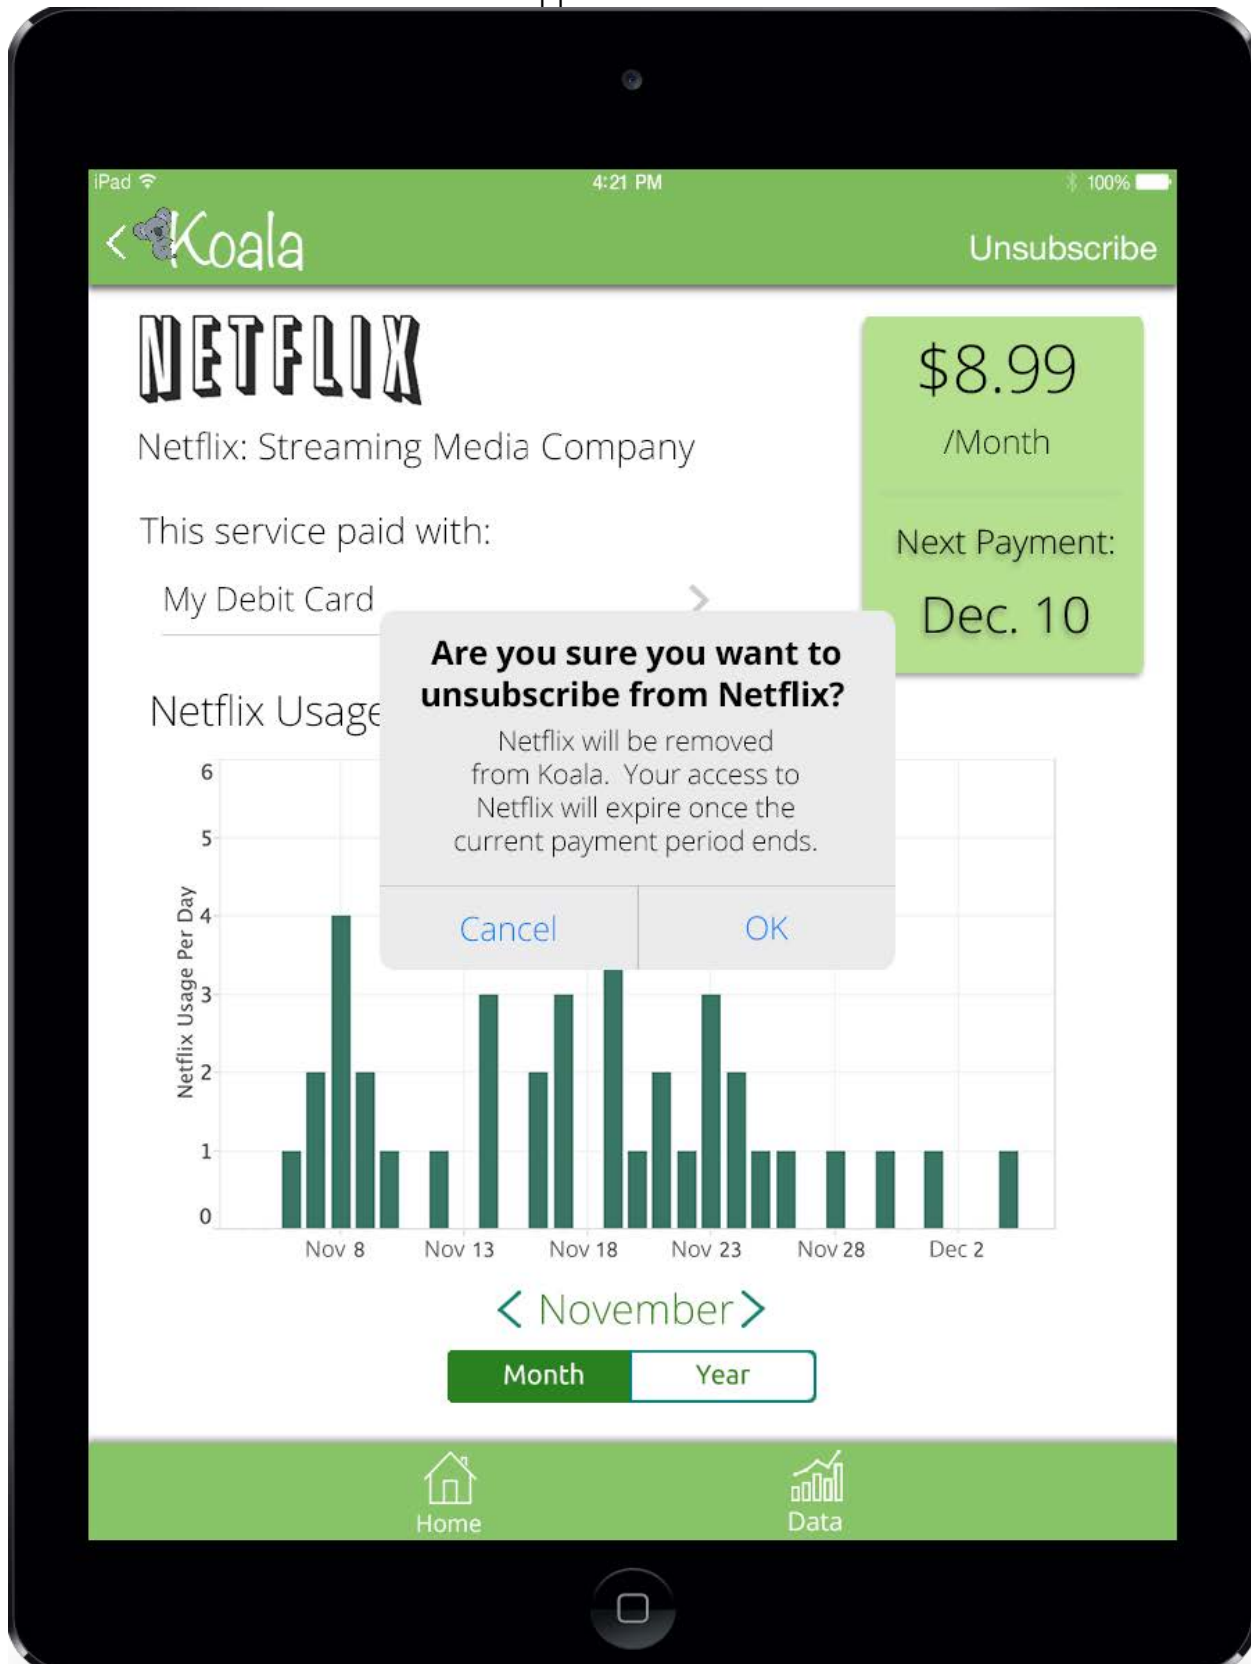 iPad
4:21 PM
100%
Koala
Unsubscribe
NETFLIX
Netflix: Streaming Media Company
$8.99
/Month
This service paid with:
Next Payment:
My Debit Card
Dec. 10
Are you sure you want to
unsubscribe from Netflix?
Netflix Usage
Netflix will be removed
from Koala. Your access to
Netflix will expire once the
current payment period ends.
Cancel
OK
Netflix Usage Per Day
6
5
4
3
2
1
0
Nov 8
Nov 13
Nov 18
Nov 23
Nov 28
Dec 2
< November >
Month
Year
Home
Data